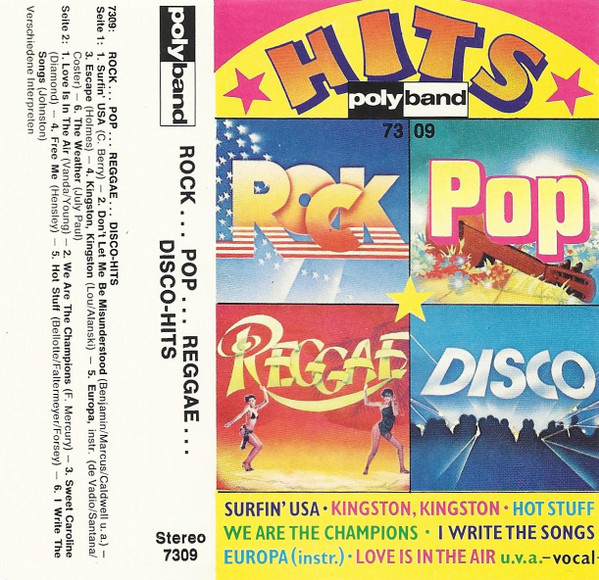 7309: ROCK... POP... REGGAE... DISCO-HITS
Seite 1: 1. Surfin' USA (C. Berry) – 2. Don't Let Me Be Misunderstood (Benjamin/Marcus/Caldwell u. a.) –
3. Escape (Holmes) – 4. Kingston, Kingston (Lou/Alanski) – 5. Europa, instr. (de Vadio/Santana/
Coster) – 6. The Weather (July Paul)
Seite 2: 1. Love Is In The Air (Vanda/Young) – 2. We Are The Champions (F. Mercury) – 3. Sweet Caroline
(Diamond) – 4. Free Me (Hensley) – 5. Hot Stuff (Bellotte/Faltermeyer/Forsey) – 6. I Write The
Songs (Johnston)
Verschiedene Interpreten
polyband
ROCK... POP... REGGAE...
DISCO-HITS
Stereo
7309
HITS
polyband
73 09
ROCK
Pop
REGGAE
DISCO
SURFIN' USA · KINGSTON, KINGSTON · HOT STUFF
WE ARE THE CHAMPIONS · I WRITE THE SONGS
EUROPA (instr.) · LOVE IS IN THE AIR u.v.a.–vocal–